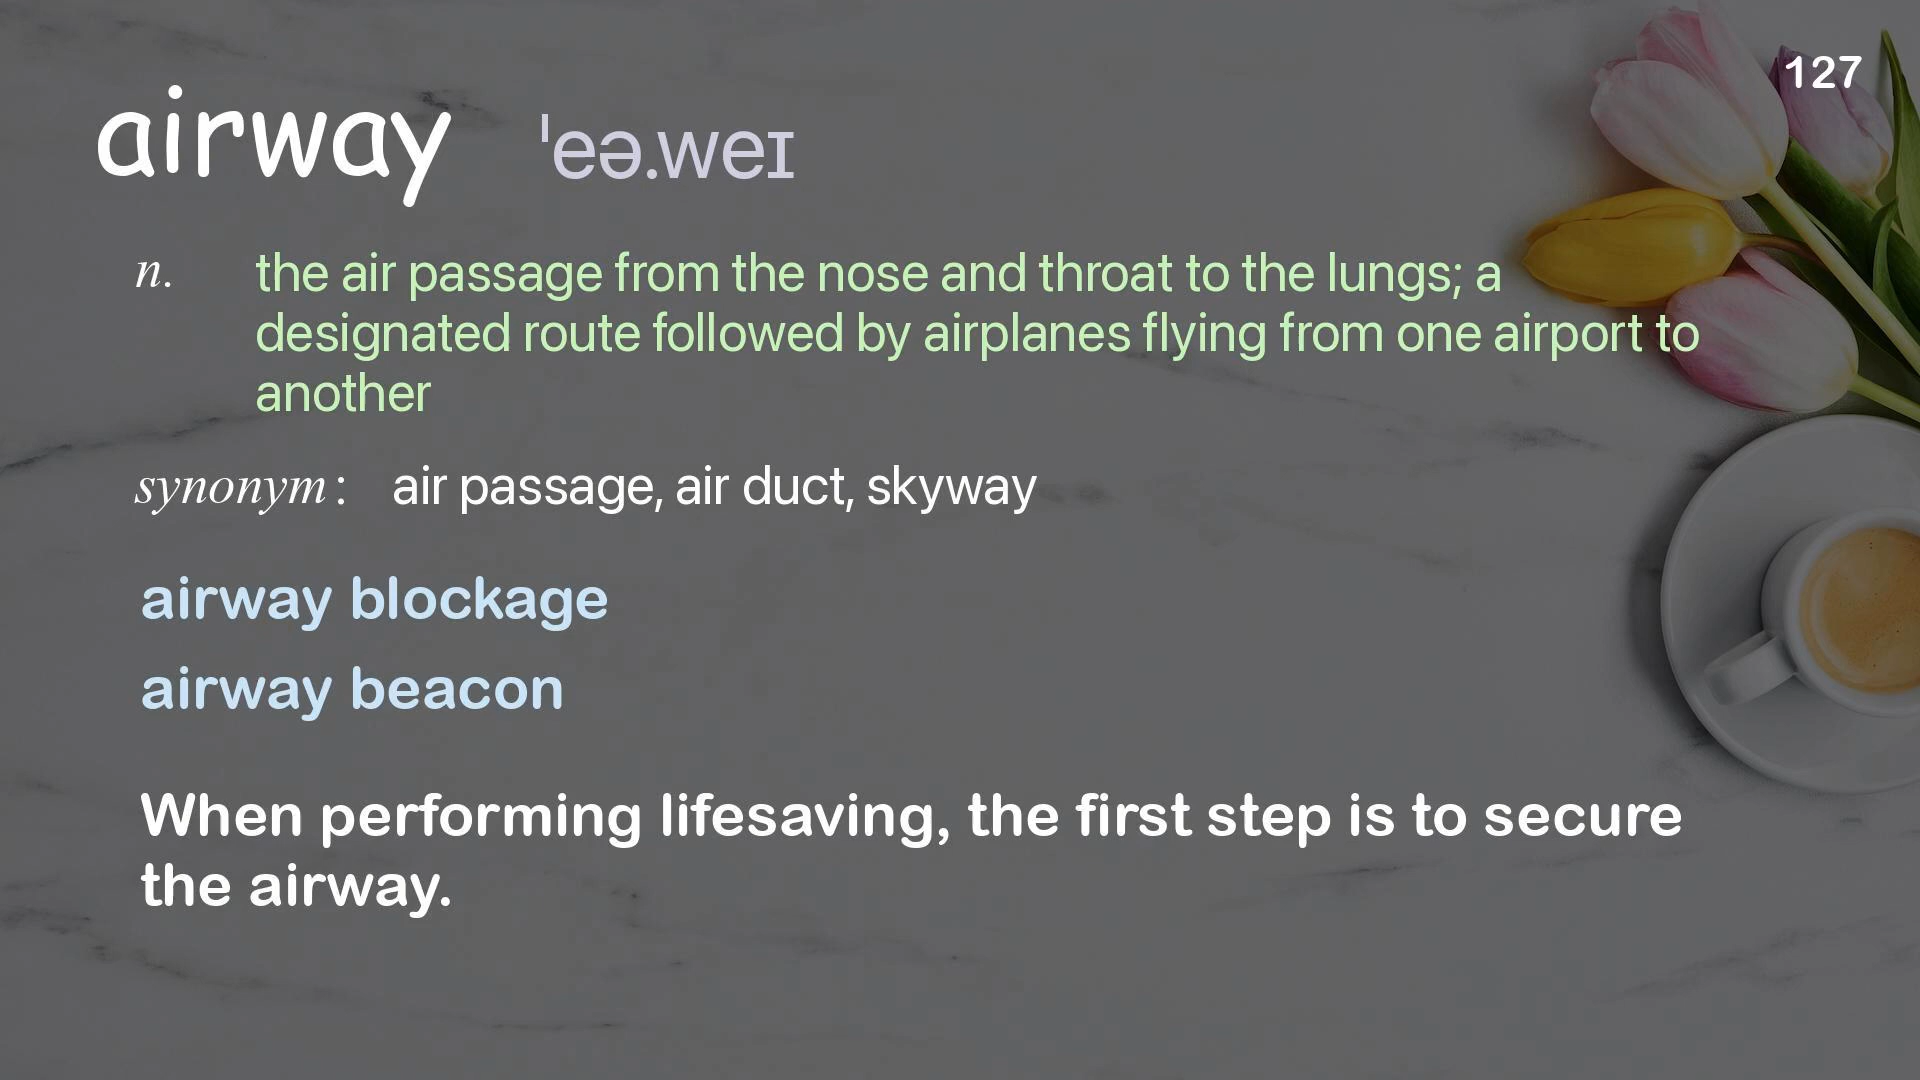 127
airway ˈeə.weɪ
n. the air passage from the nose and throat to the lungs; a
designated route followed by airplanes flying from one airport to
another
synonym : air passage, air duct, skyway
airway blockage
airway beacon
When performing lifesaving, the first step is to secure
the airway.